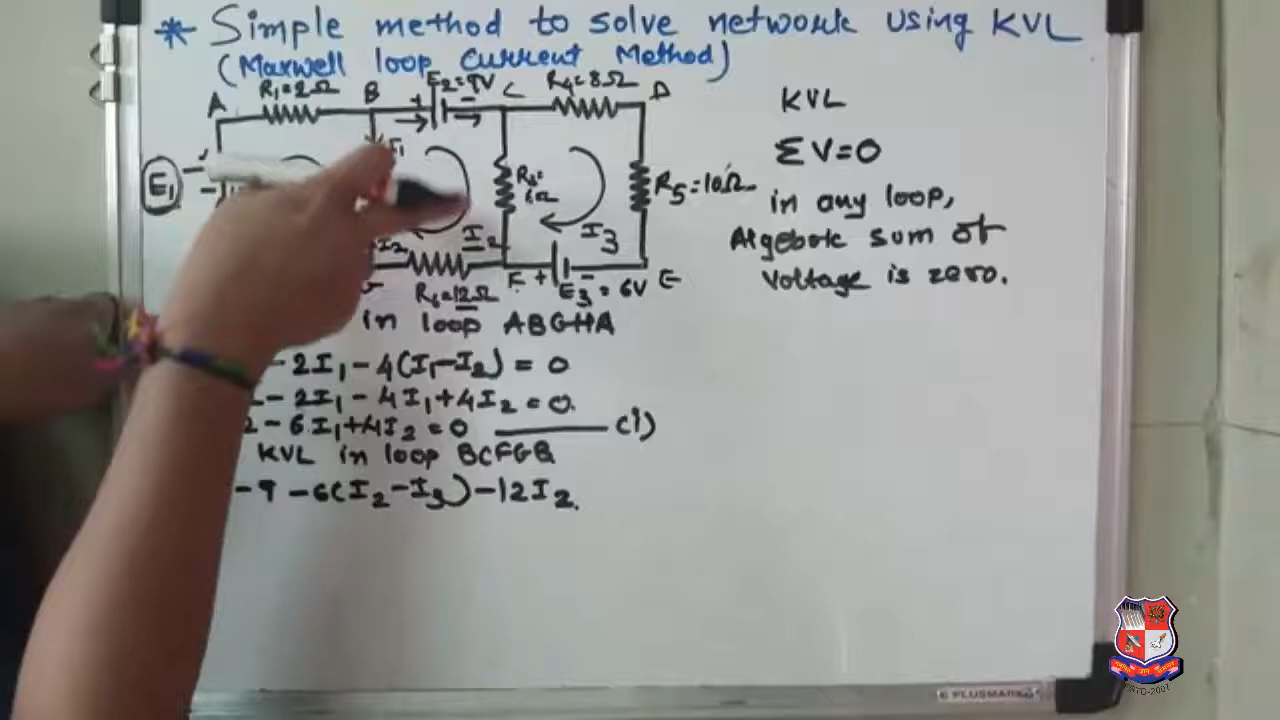 * Simple method to solve network using KVL
(Maxwell loop Current Method)
A R1=2Ω B E2=9V C R4=8Ω D
KVL
ΣV=0
E1
R5=10Ω
in any loop,
I2 I3
Algebric sum of
voltage is zero.
R6=12Ω F E3=6V E
in loop ABGHA
- 2I1 - 4(I1-I2) = 0
- 2I1 - 4I1 + 4I2 = 0.
2 - 6I1 + 4I2 = 0 (i)
KVL in loop BCFGB
-9 -6(I2-I3) -12I2.
PLUSMARK